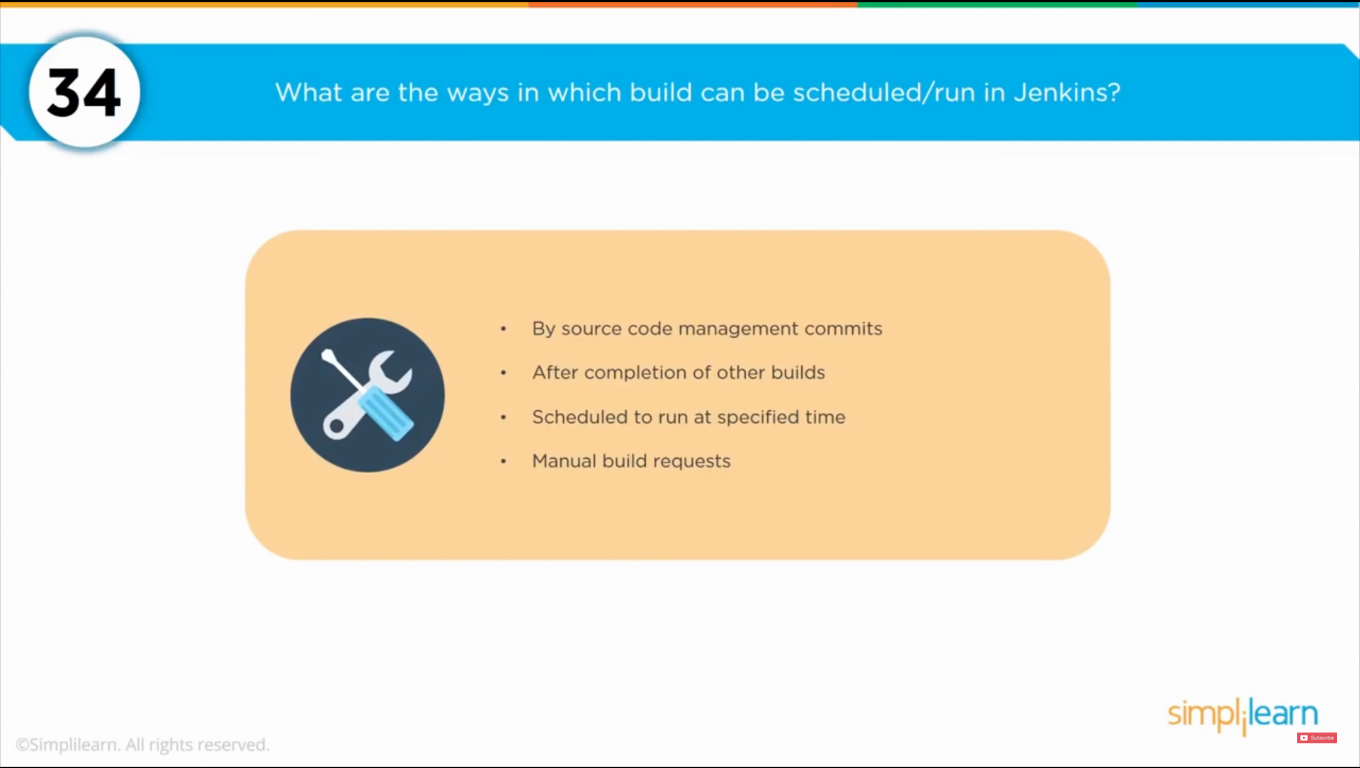 34
What are the ways in which build can be scheduled/run in Jenkins?
• By source code management commits
• After completion of other builds
• Scheduled to run at specified time
• Manual build requests
simplilearn
Subscribe
©Simplilearn. All rights reserved.